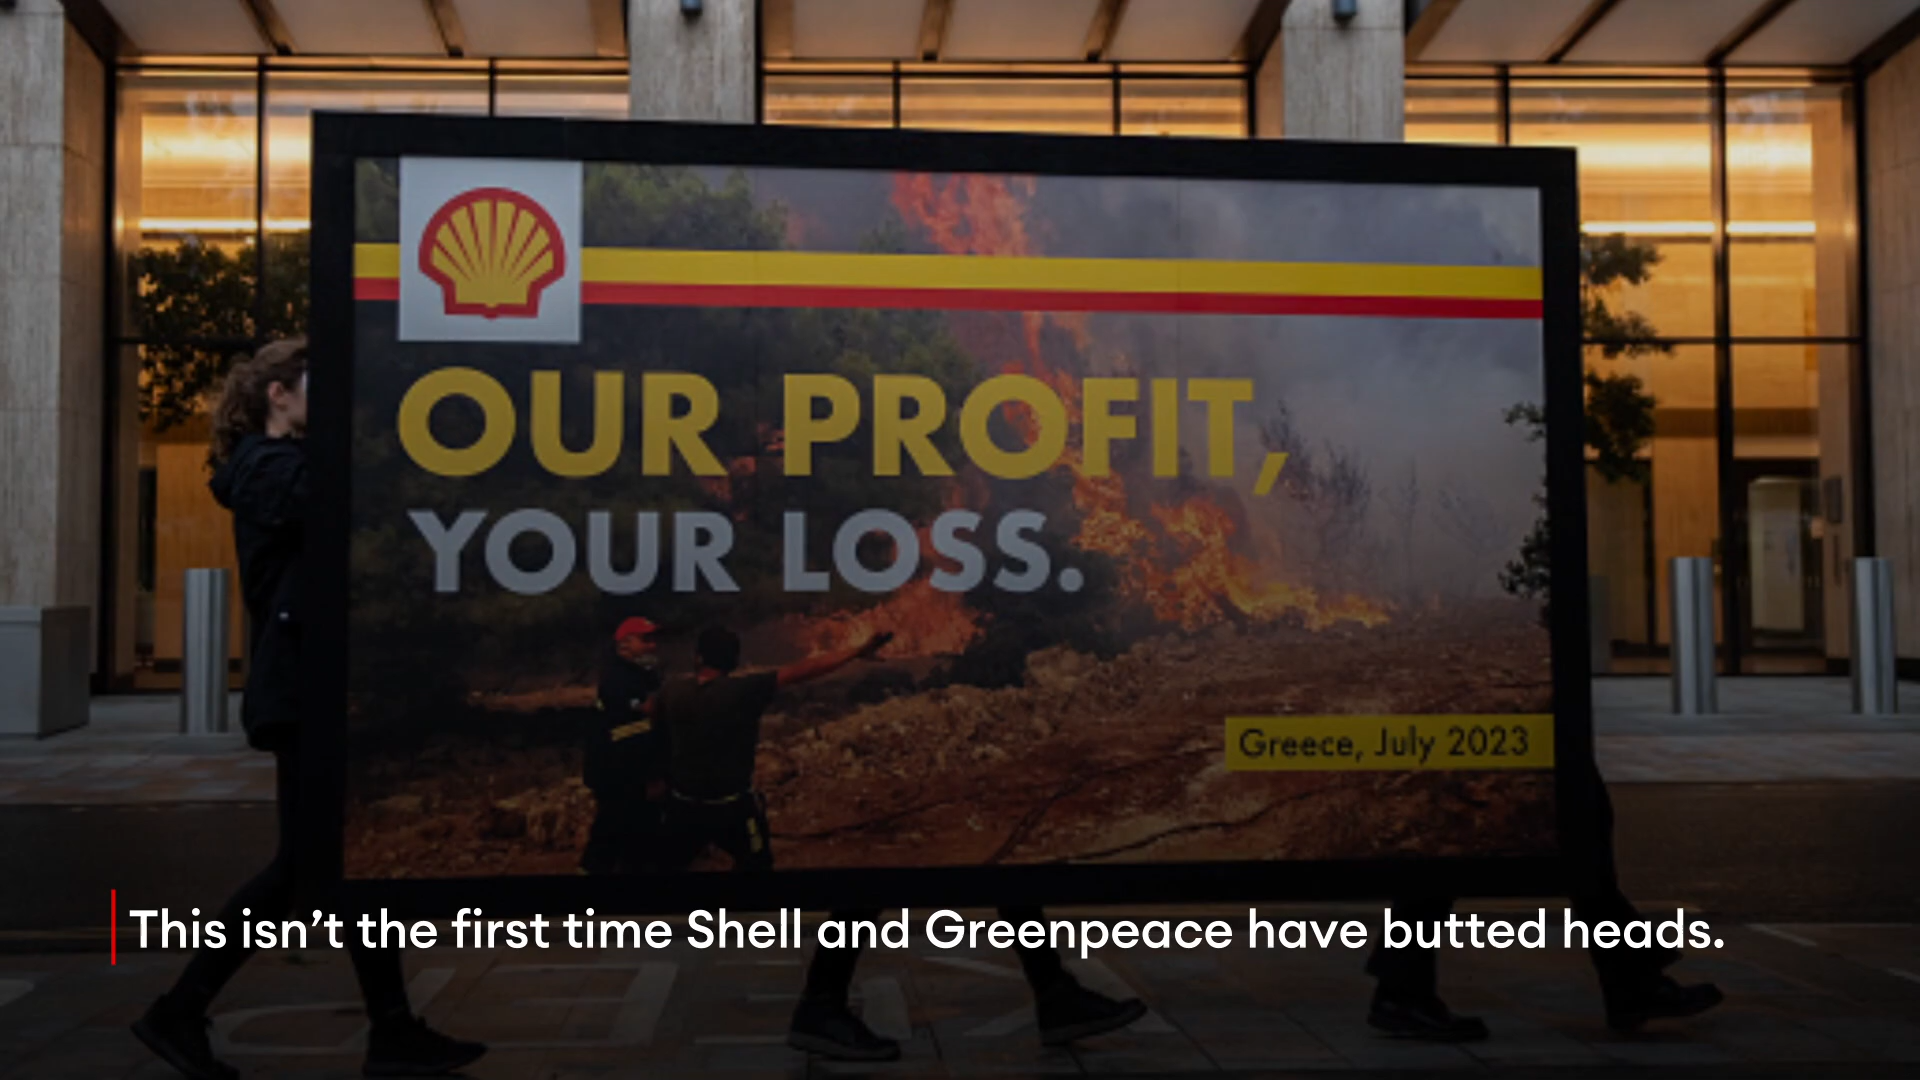 OUR PROFIT,
YOUR LOSS.
Greece, July 2023
This isn’t the first time Shell and Greenpeace have butted heads.